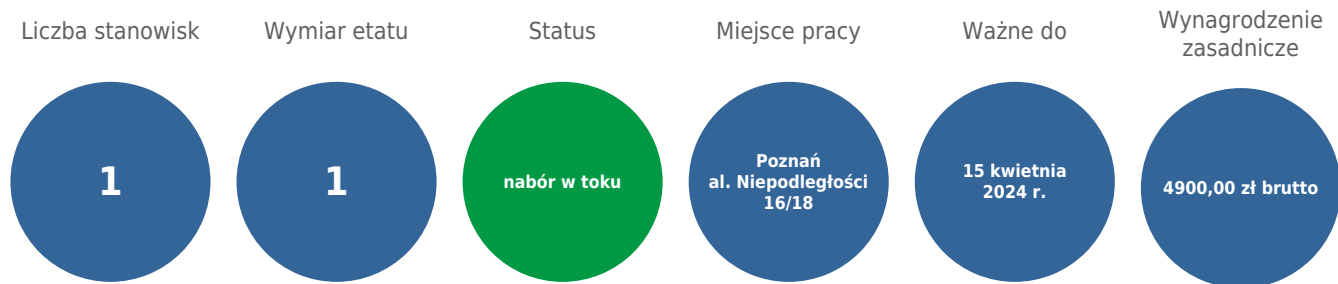 Liczba stanowisk
1
Wymiar etatu
1
Status
nabór w toku
Miejsce pracy
Poznań
al. Niepodległości
16/18
Ważne do
15 kwietnia
2024 r.
Wynagrodzenie
zasadnicze
4900,00 zł brutto